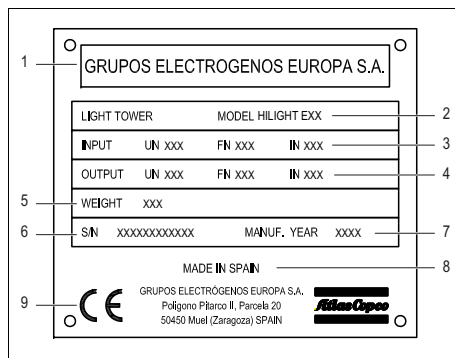 1 GRUPOS ELECTROGENOS EUROPA S.A.
LIGHT TOWER MODEL HILIGHT EXX 2
INPUT UN XXX FN XXX IN XXX 3
OUTPUT UN XXX FN XXX IN XXX 4
5 WEIGHT XXX
6 S/N XXXXXXXXXXXX MANUF. YEAR XXXX 7
MADE IN SPAIN 8
9 CE
GRUPOS ELECTRÓGENOS EUROPA S.A.
Poligono Pitarco II, Parcela 20
50450 Muel (Zaragoza) SPAIN
Atlas Copco